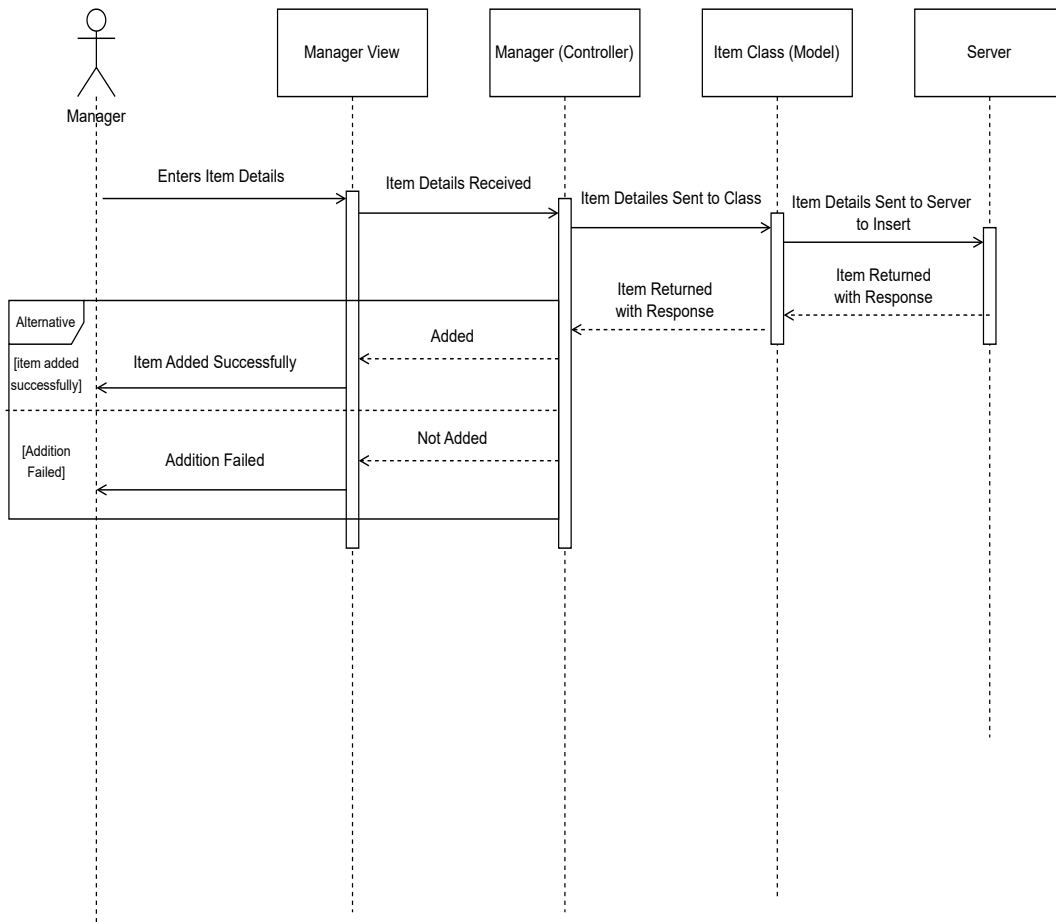 Manager View
Manager (Controller)
Item Class (Model)
Server
Manager
Enters Item Details
Item Details Received
Item Detailes Sent to Class
Item Details Sent to Server
to Insert
Item Returned
with Response
Item Returned
with Response
Alternative
Added
[item added
successfully]
Item Added Successfully
Not Added
[Addition
Failed]
Addition Failed